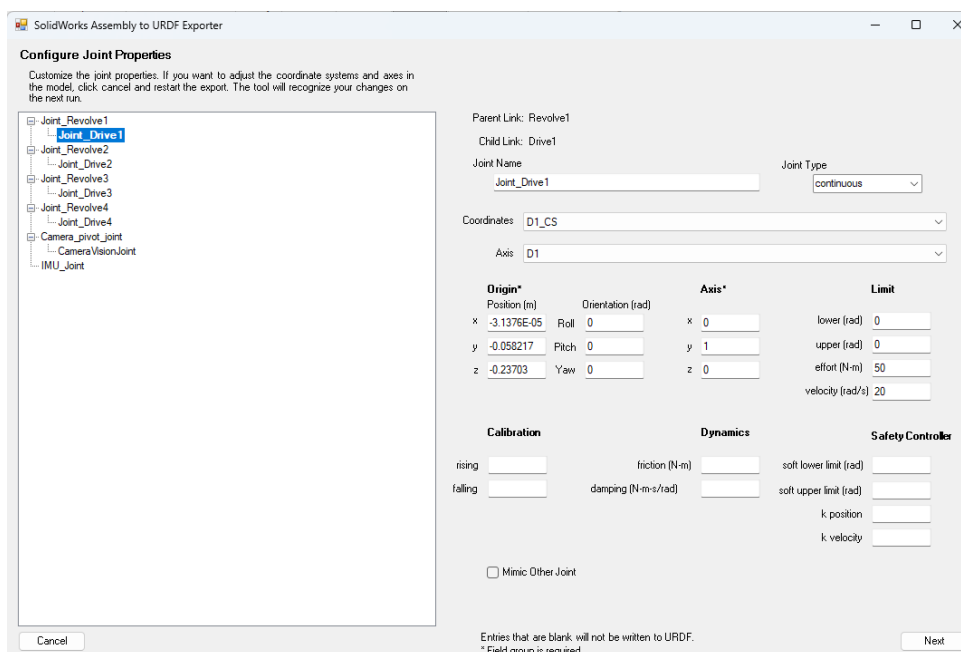 SolidWorks Assembly to URDF Exporter
Configure Joint Properties
Customize the joint properties. If you want to adjust the coordinate systems and axes in
the model, click cancel and restart the export. The tool will recognize your changes on
the next run.
Joint_Revolve1
Joint_Drive1
Joint_Revolve2
Joint_Drive2
Joint_Revolve3
Joint_Drive3
Joint_Revolve4
Joint_Drive4
Camera_pivot_joint
CameraVisionJoint
IMU_Joint
Parent Link: Revolve1
Child Link: Drive1
Joint Name
Joint Type
Joint_Drive1
continuous
Coordinates D1_CS
Axis D1
Origin* Axis* Limit
Position (m) Orientation (rad)
x -3.1376E-05 Roll 0 x 0 lower (rad) 0
y -0.058217 Pitch 0 y 1 upper (rad) 0
z -0.23703 Yaw 0 z 0 effort (N-m) 50
velocity (rad/s) 20
Calibration Dynamics Safety Controller
rising friction (N-m) soft lower limit (rad)
falling damping (N-m-s/rad) soft upper limit (rad)
k position
k velocity
Mimic Other Joint
Entries that are blank will not be written to URDF.
* Field group is required
Cancel Next